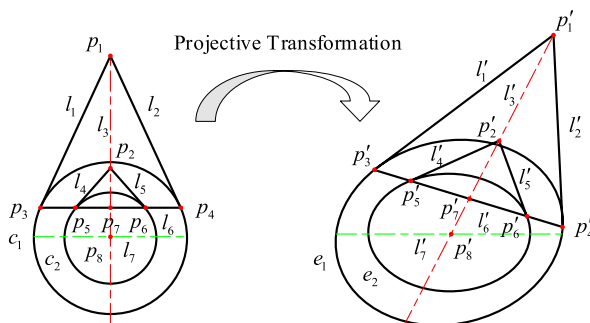 Projective Transformation
p₁
l₁
l₂
l₃
p₂
l₄
l₅
p₃
p₄
p₅
p₇
p₆
l₆
c₁
c₂
p₈
l₇
p′₁
l′₁
l′₃
l′₂
p′₂
p′₃
l′₄
l′₅
p′₅
p′₇
l′₆
p′₆
p′₄
l′₇
p′₈
e₁
e₂